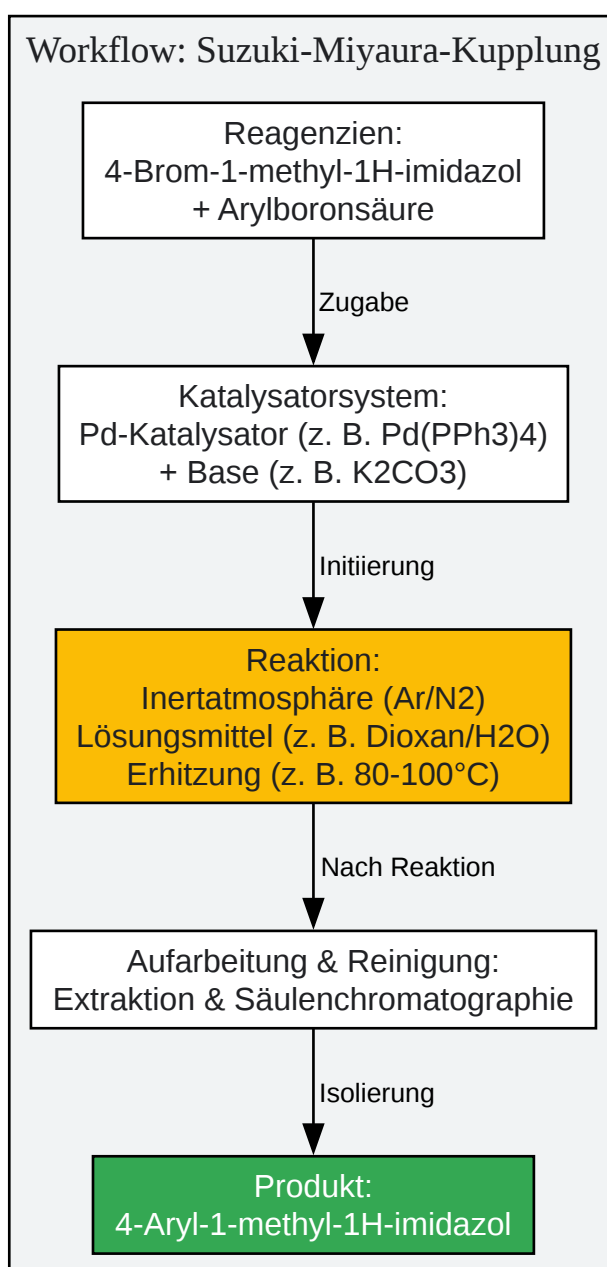 Workflow: Suzuki-Miyaura-Kupplung
Reagenzien:
4-Brom-1-methyl-1H-imidazol
+ Arylboronsäure
Zugabe
Katalysatorsystem:
Pd-Katalysator (z. B. Pd(PPh3)4)
+ Base (z. B. K2CO3)
Initiierung
Reaktion:
Inertatmosphäre (Ar/N2)
Lösungsmittel (z. B. Dioxan/H2O)
Erhitzung (z. B. 80-100°C)
Nach Reaktion
Aufarbeitung & Reinigung:
Extraktion & Säulenchromatographie
Isolierung
Produkt:
4-Aryl-1-methyl-1H-imidazol